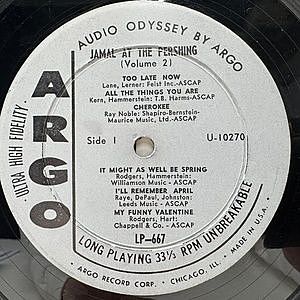 AUDIO ODYSSEY BY ARGO
JAMAL AT THE PERSHING
(Volume 2)
TOO LATE NOW
Lane, Lerner: Feist Inc.-ASCAP
ALL THE THINGS YOU ARE
Kern, Hammerstein: T.B. Harms-ASCAP
CHEROKEE
Ray Noble: Shapiro-Bernstein-
Maurice Music, Ltd.-ASCAP
Side 1
U-10270
ARGO
ULTRA HIGH FIDELITY
IT MIGHT AS WELL BE SPRING
Rodgers, Hammerstein:
Williamson Music - ASCAP
I'LL REMEMBER APRIL
Raye, DePaul, Johnston:
Leeds Music - ASCAP
MY FUNNY VALENTINE
Rodgers, Hart:
Chappell & Co. - ASCAP
LP-667
LONG PLAYING 33⅓ RPM UNBREAKABLE
ARGO RECORD CORP. - CHICAGO, ILL. - MADE IN U.S.A.